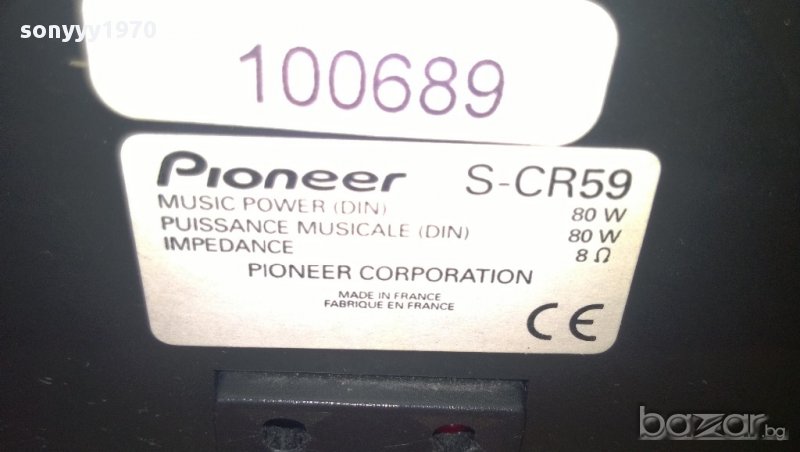 sonyyy1970
100689
Pioneer S-CR59
MUSIC POWER (DIN) 80 W
PUISSANCE MUSICALE (DIN) 80 W
IMPEDANCE 8 Ω
PIONEER CORPORATION
MADE IN FRANCE
FABRIQUE EN FRANCE
CE
bazar.bg